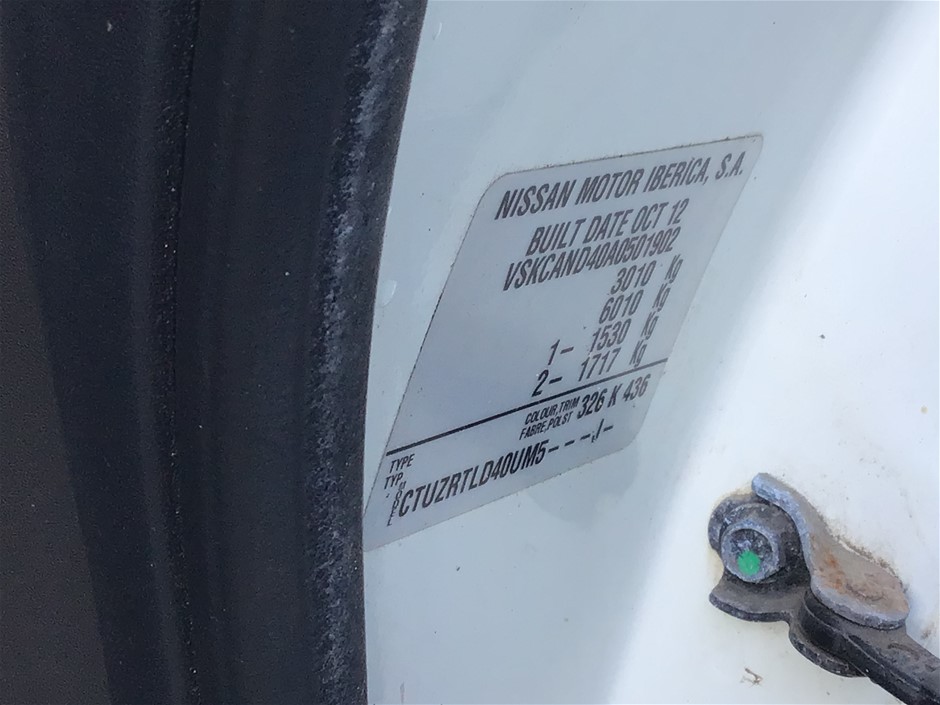 NISSAN MOTOR IBERICA, S.A.
BUILT DATE OCT 12
VSKCAND40A0501902
3010 Kg
6010 Kg
1- 1530 Kg
2- 1717 Kg
COLOUR,TRIM 326 K 436
FABRE,POLST
TYPE
TYP
MODEL CTUZRTLD40UM5- - - ,/-